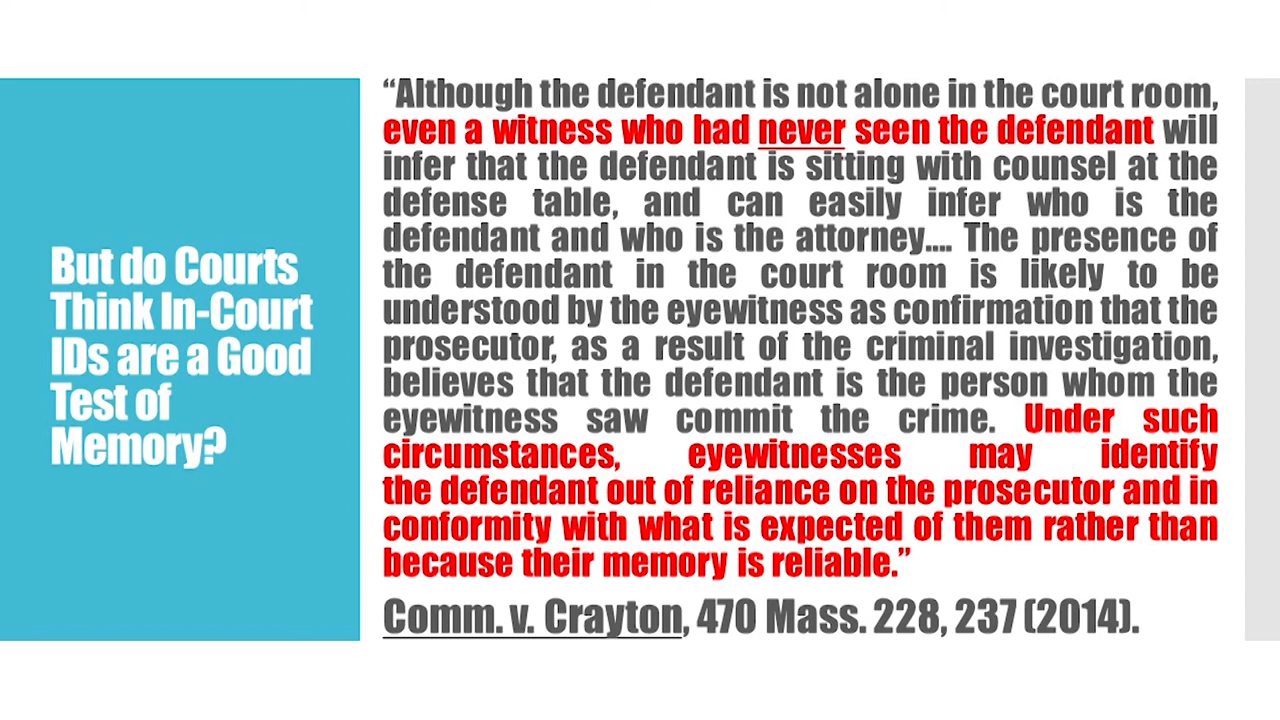 But do Courts
Think In-Court
IDs are a Good
Test of
Memory?
“Although the defendant is not alone in the court room,
even a witness who had never seen the defendant will
infer that the defendant is sitting with counsel at the
defense table, and can easily infer who is the
defendant and who is the attorney.... The presence of
the defendant in the court room is likely to be
understood by the eyewitness as confirmation that the
prosecutor, as a result of the criminal investigation,
believes that the defendant is the person whom the
eyewitness saw commit the crime. Under such
circumstances, eyewitnesses may identify
the defendant out of reliance on the prosecutor and in
conformity with what is expected of them rather than
because their memory is reliable.”
Comm. v. Crayton, 470 Mass. 228, 237 (2014).